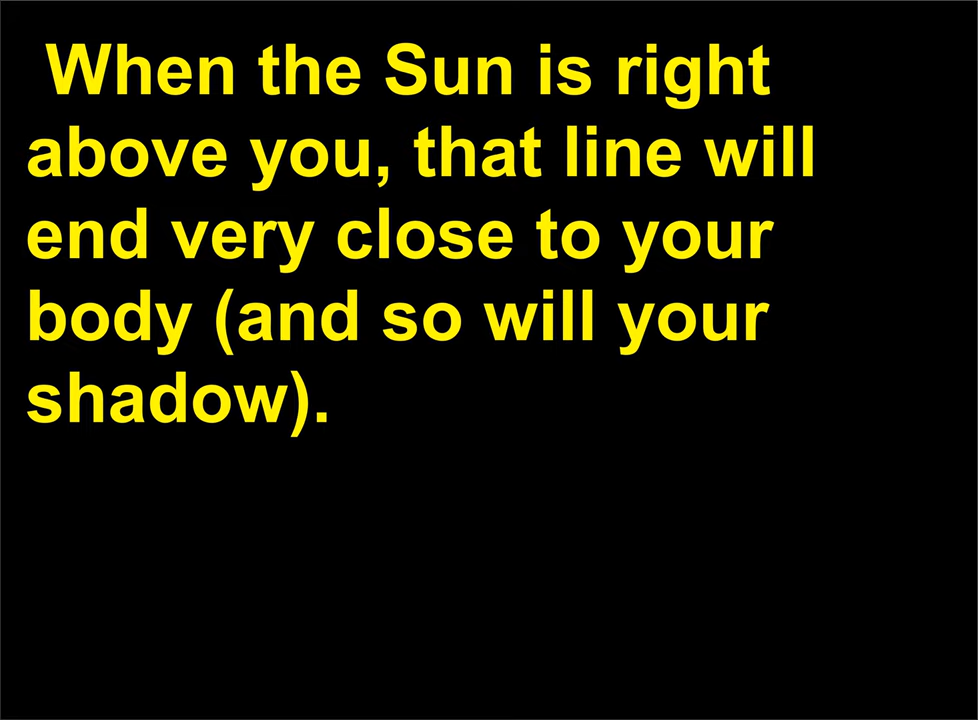 When the Sun is right
above you, that line will
end very close to your
body (and so will your
shadow).